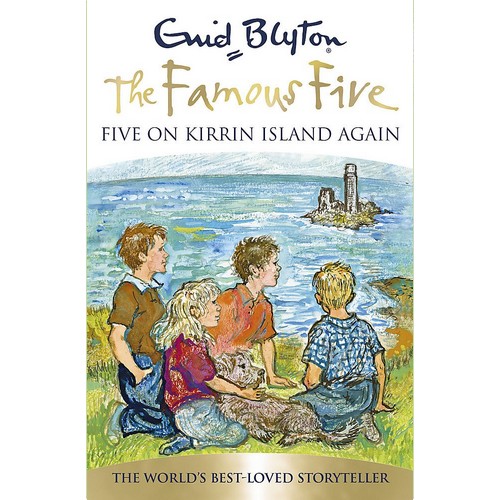 Enid Blyton®
The Famous Five
FIVE ON KIRRIN ISLAND AGAIN
THE WORLD'S BEST-LOVED STORYTELLER